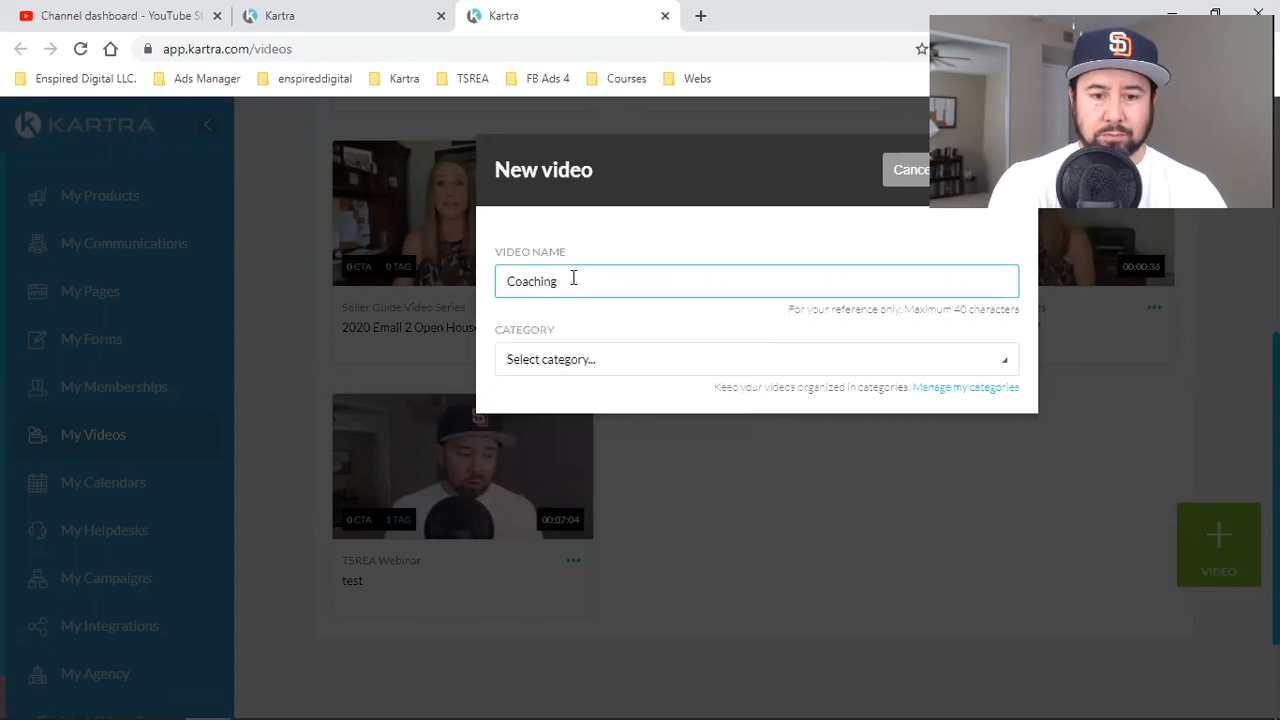 Channel dashboard - YouTube St
Kartra
Kartra
app.kartra.com/videos
Enspired Digital LLC.
Ads Manager
enspireddigital
Kartra
TSREA
FB Ads 4
Courses
Webs
SD
KARTRA
My Products
My Communications
My Pages
My Forms
My Memberships
My Videos
My Calendars
My Helpdesks
My Campaigns
My Integrations
My Agency
New video
Cance
VIDEO NAME
Coaching
For your reference only. Maximum 40 characters
CATEGORY
Select category...
Keep your videos organized in categories. Manage my categories
0 CTA 0 TAG
00:00:36
Seller Guide Video Series
2020 Email 2 Open Hous
0 CTA 1 TAG
00:07:04
TSREA Webinar
test
VIDEO